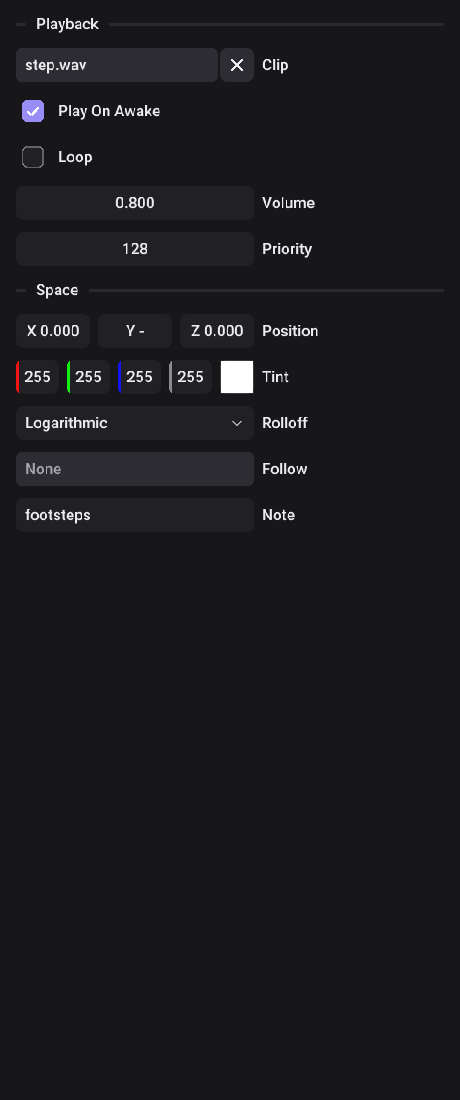 Playback
step.wav Clip
Play On Awake
Loop
0.800 Volume
128 Priority
Space
X 0.000 Y - Z 0.000 Position
255 255 255 255 Tint
Logarithmic Rolloff
None Follow
footsteps Note